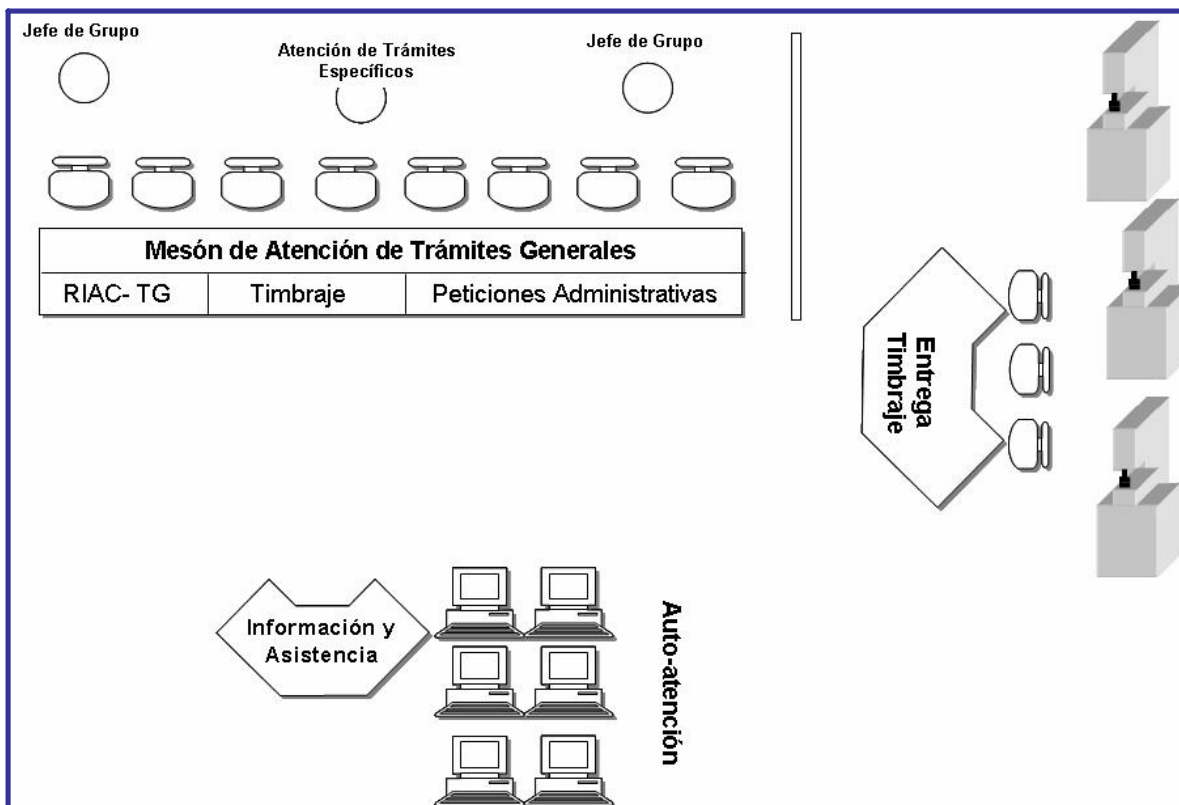 Jefe de Grupo
Atención de Trámites
Específicos
Jefe de Grupo
Mesón de Atención de Trámites Generales
RIAC- TG
Timbraje
Peticiones Administrativas
Entrega
Timbraje
Información y
Asistencia
Auto-atención